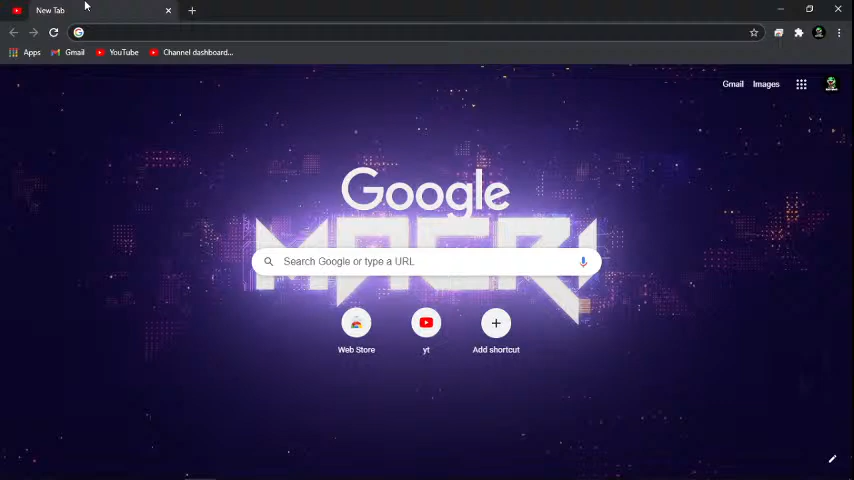 New Tab
Apps Gmail YouTube Channel dashboard...
Gmail Images
Google
Search Google or type a URL
Web Store yt Add shortcut